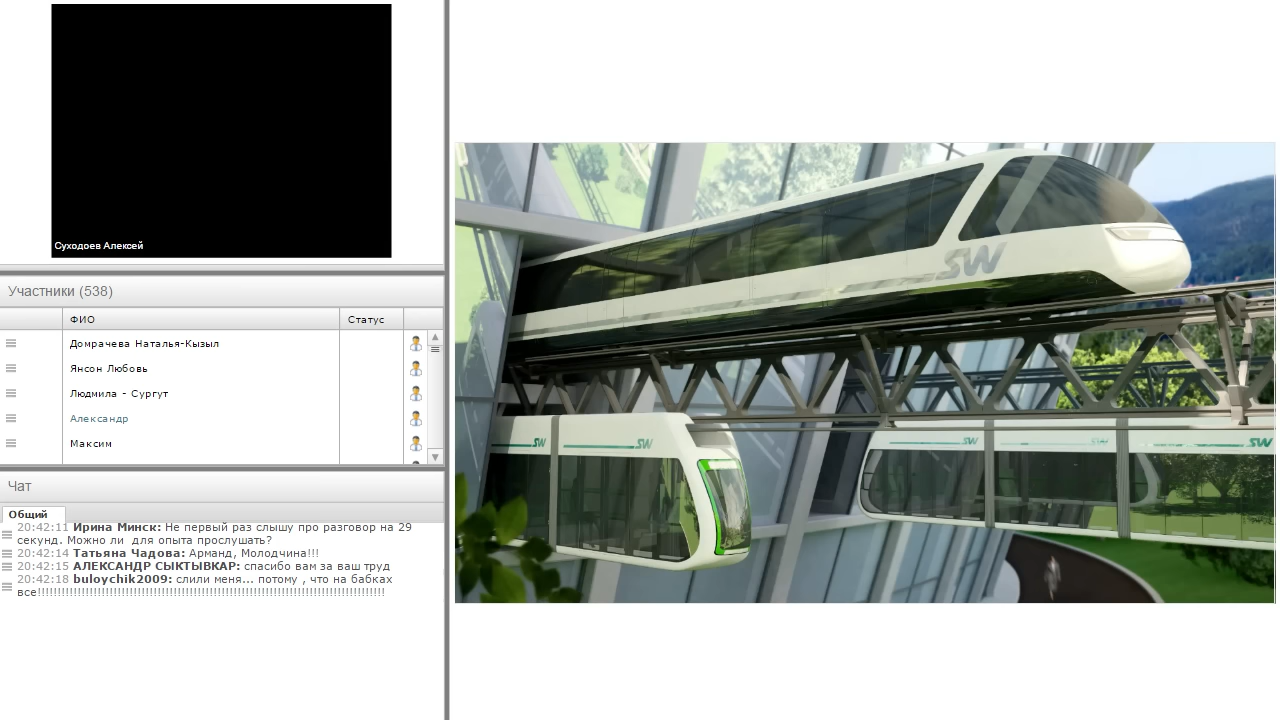 Суходоев Алексей
Участники (538)
ФИО
Статус
Домрачева Наталья-Кызыл
Янсон Любовь
Людмила - Сургут
Александр
Максим
Чат
Общий
20:42:11 Ирина Минск: Не первый раз слышу про разговор на 29
секунд. Можно ли для опыта прослушать?
20:42:14 Татьяна Чадова: Арманд, Молодчина!!!
20:42:15 АЛЕКСАНДР СЫКТЫВКАР: спасибо вам за ваш труд
20:42:18 buloychik2009: слили меня... потому , что на бабках
все!!!!!!!!!!!!!!!!!!!!!!!!!!!!!!!!!!!!!!!!!!!!!!!!!!!!!!!!!!!!!!!!!!!!!!!!!!!!!!!!!!!!!
SW
SW
SW
SW
SW
SW